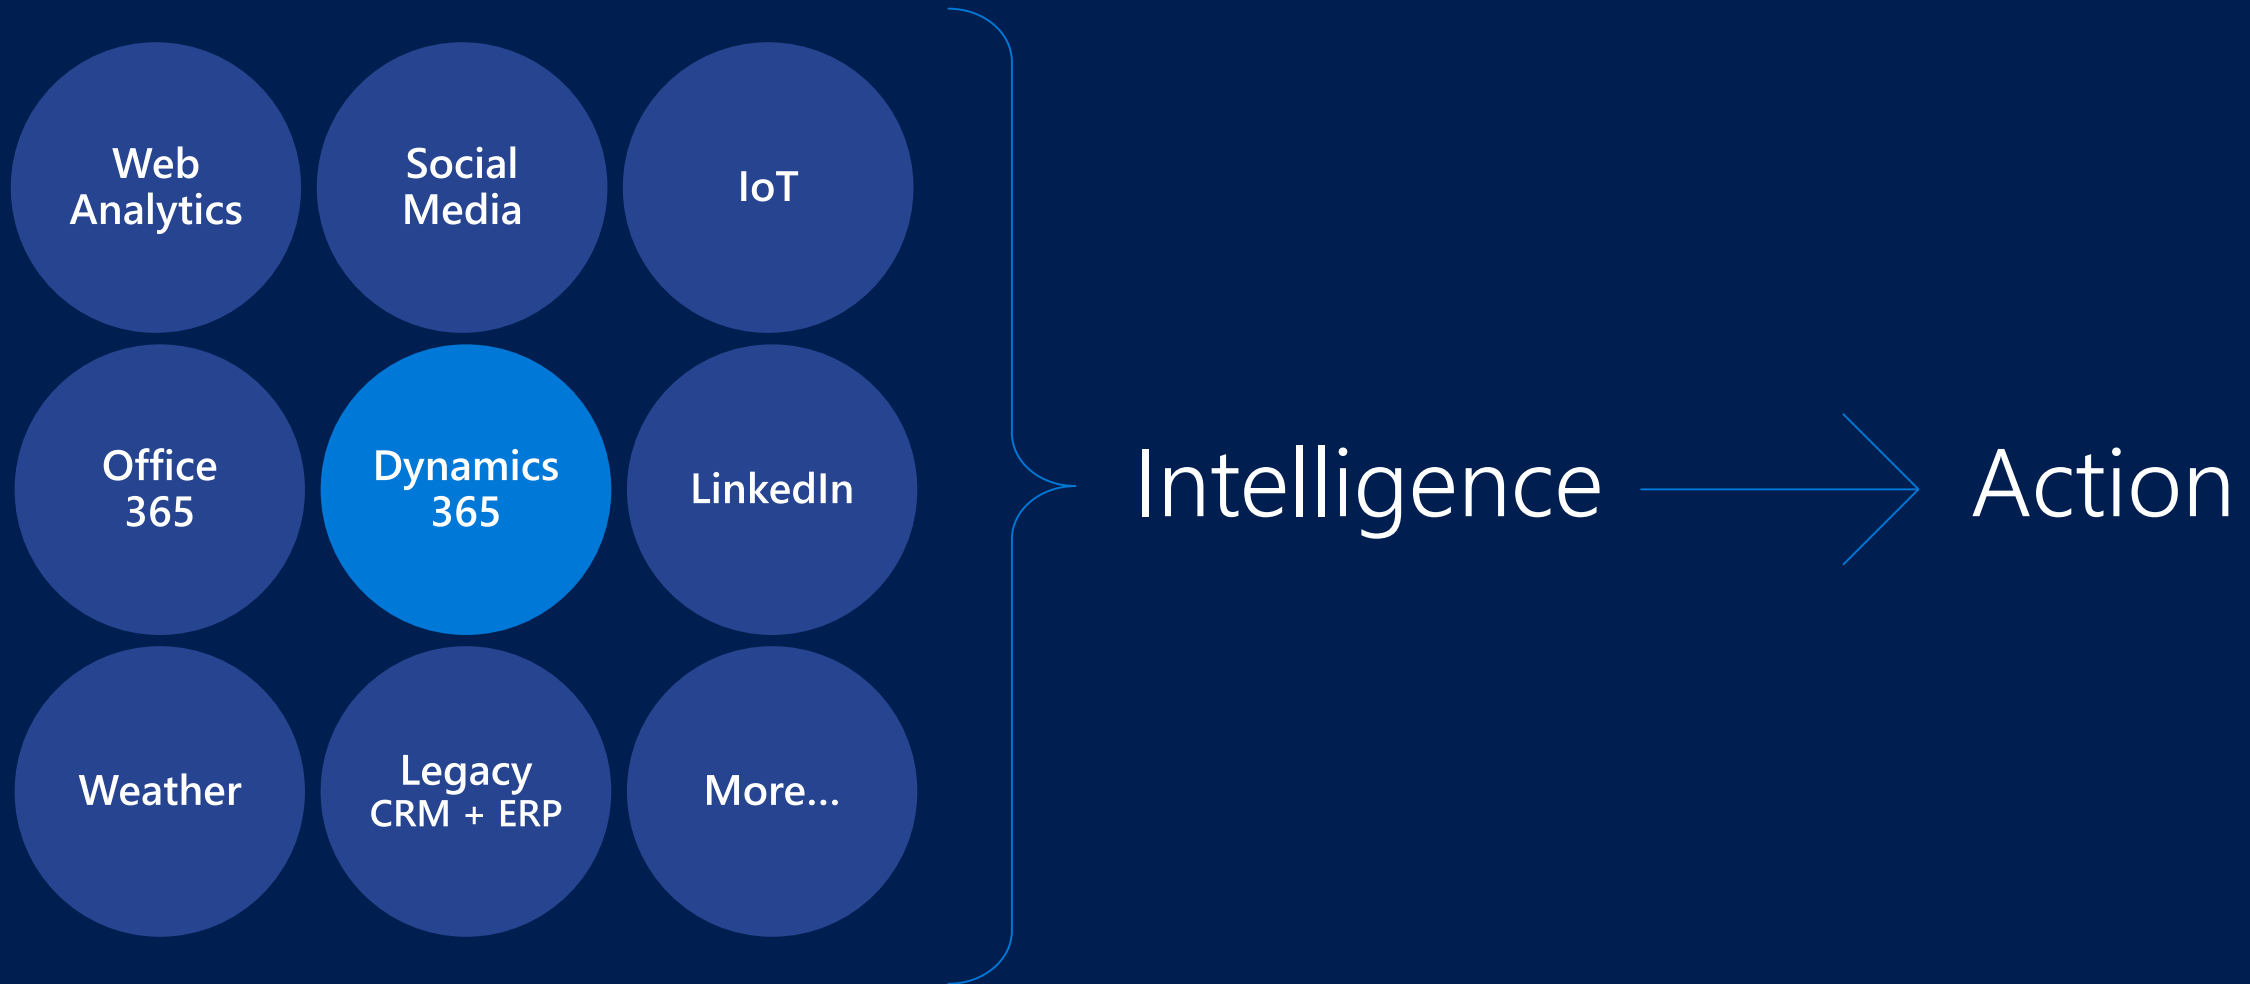 Web
Analytics
Social
Media
IoT
Office
365
Dynamics
365
LinkedIn
Weather
Legacy
CRM + ERP
More...
Intelligence
Action